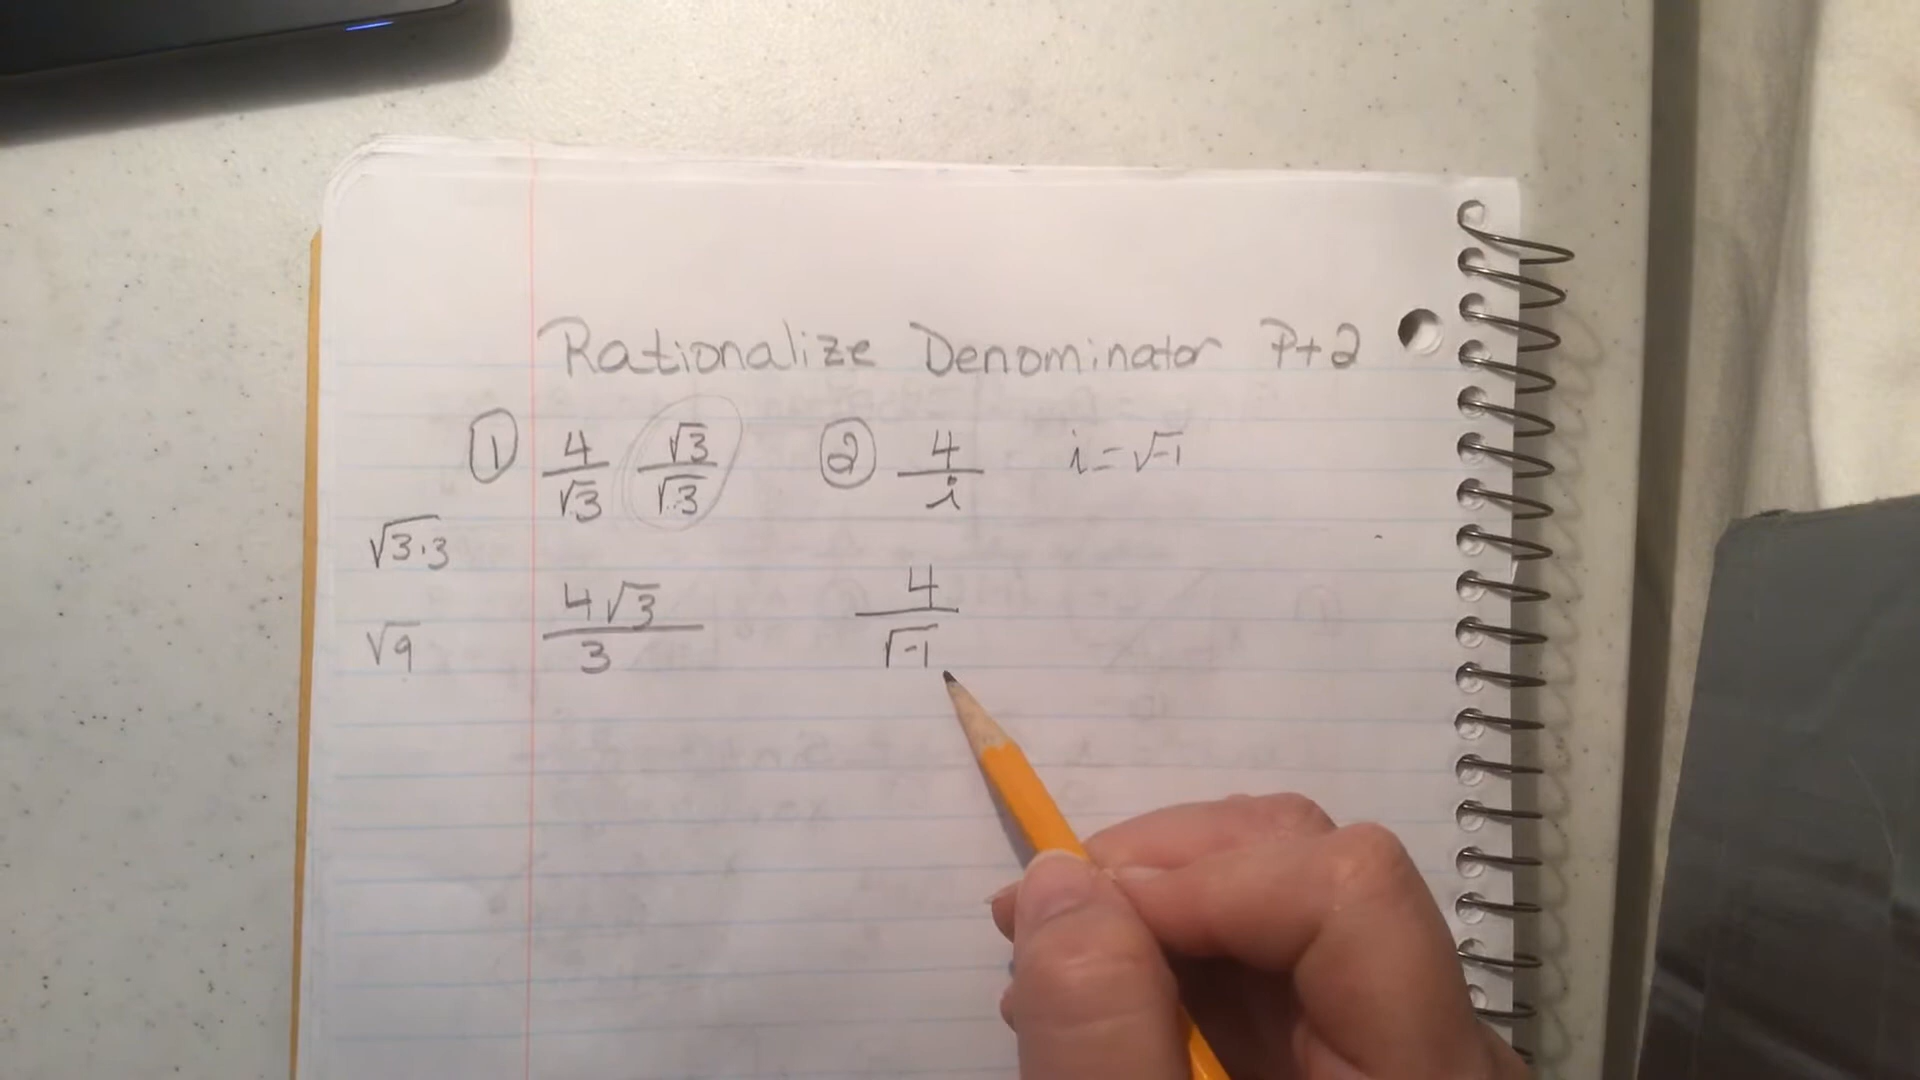 Rationalize Denominator Pt 2
① 4/√3 √3/√3 ② 4/i i=√-1
√3·3
4√3/3 4/√-1
√9